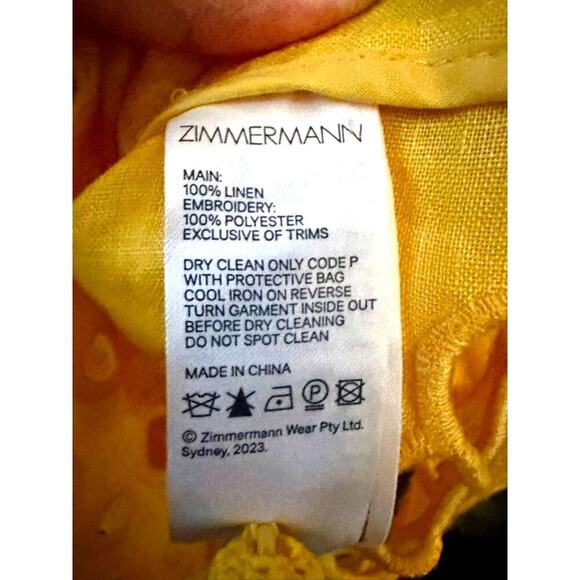 ZIMMERMANN
MAIN:
100% LINEN
EMBROIDERY:
100% POLYESTER
EXCLUSIVE OF TRIMS
DRY CLEAN ONLY CODE P
WITH PROTECTIVE BAG
COOL IRON ON REVERSE
TURN GARMENT INSIDE OUT
BEFORE DRY CLEANING
DO NOT SPOT CLEAN
MADE IN CHINA
P
© Zimmermann Wear Pty Ltd.
Sydney, 2023.